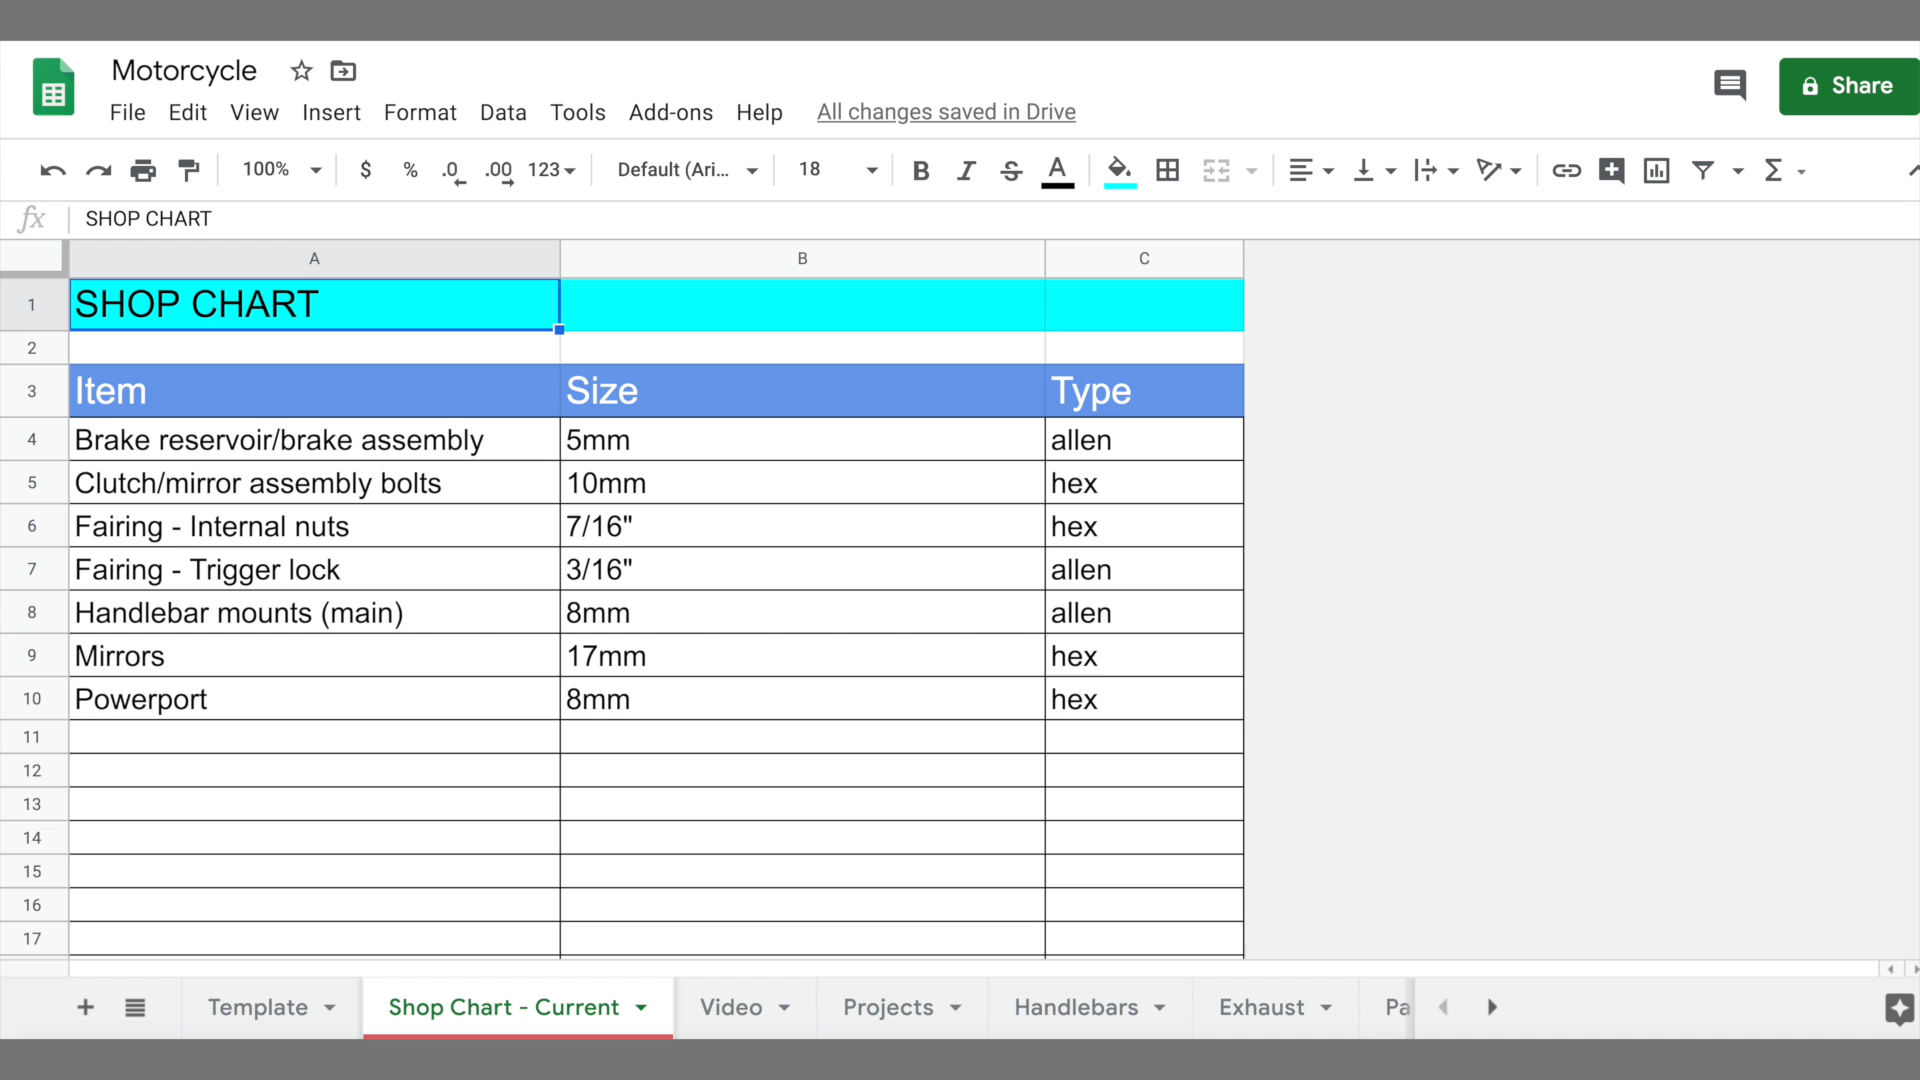 Motorcycle
File Edit View Insert Format Data Tools Add-ons Help All changes saved in Drive
Share
100% $ % .0 .00 123 Default (Ari... 18 B I S A Σ
fx SHOP CHART
A B C
1 SHOP CHART
2
3 Item Size Type
4 Brake reservoir/brake assembly 5mm allen
5 Clutch/mirror assembly bolts 10mm hex
6 Fairing - Internal nuts 7/16" hex
7 Fairing - Trigger lock 3/16" allen
8 Handlebar mounts (main) 8mm allen
9 Mirrors 17mm hex
10 Powerport 8mm hex
11
12
13
14
15
16
17
Template Shop Chart - Current Video Projects Handlebars Exhaust Pa